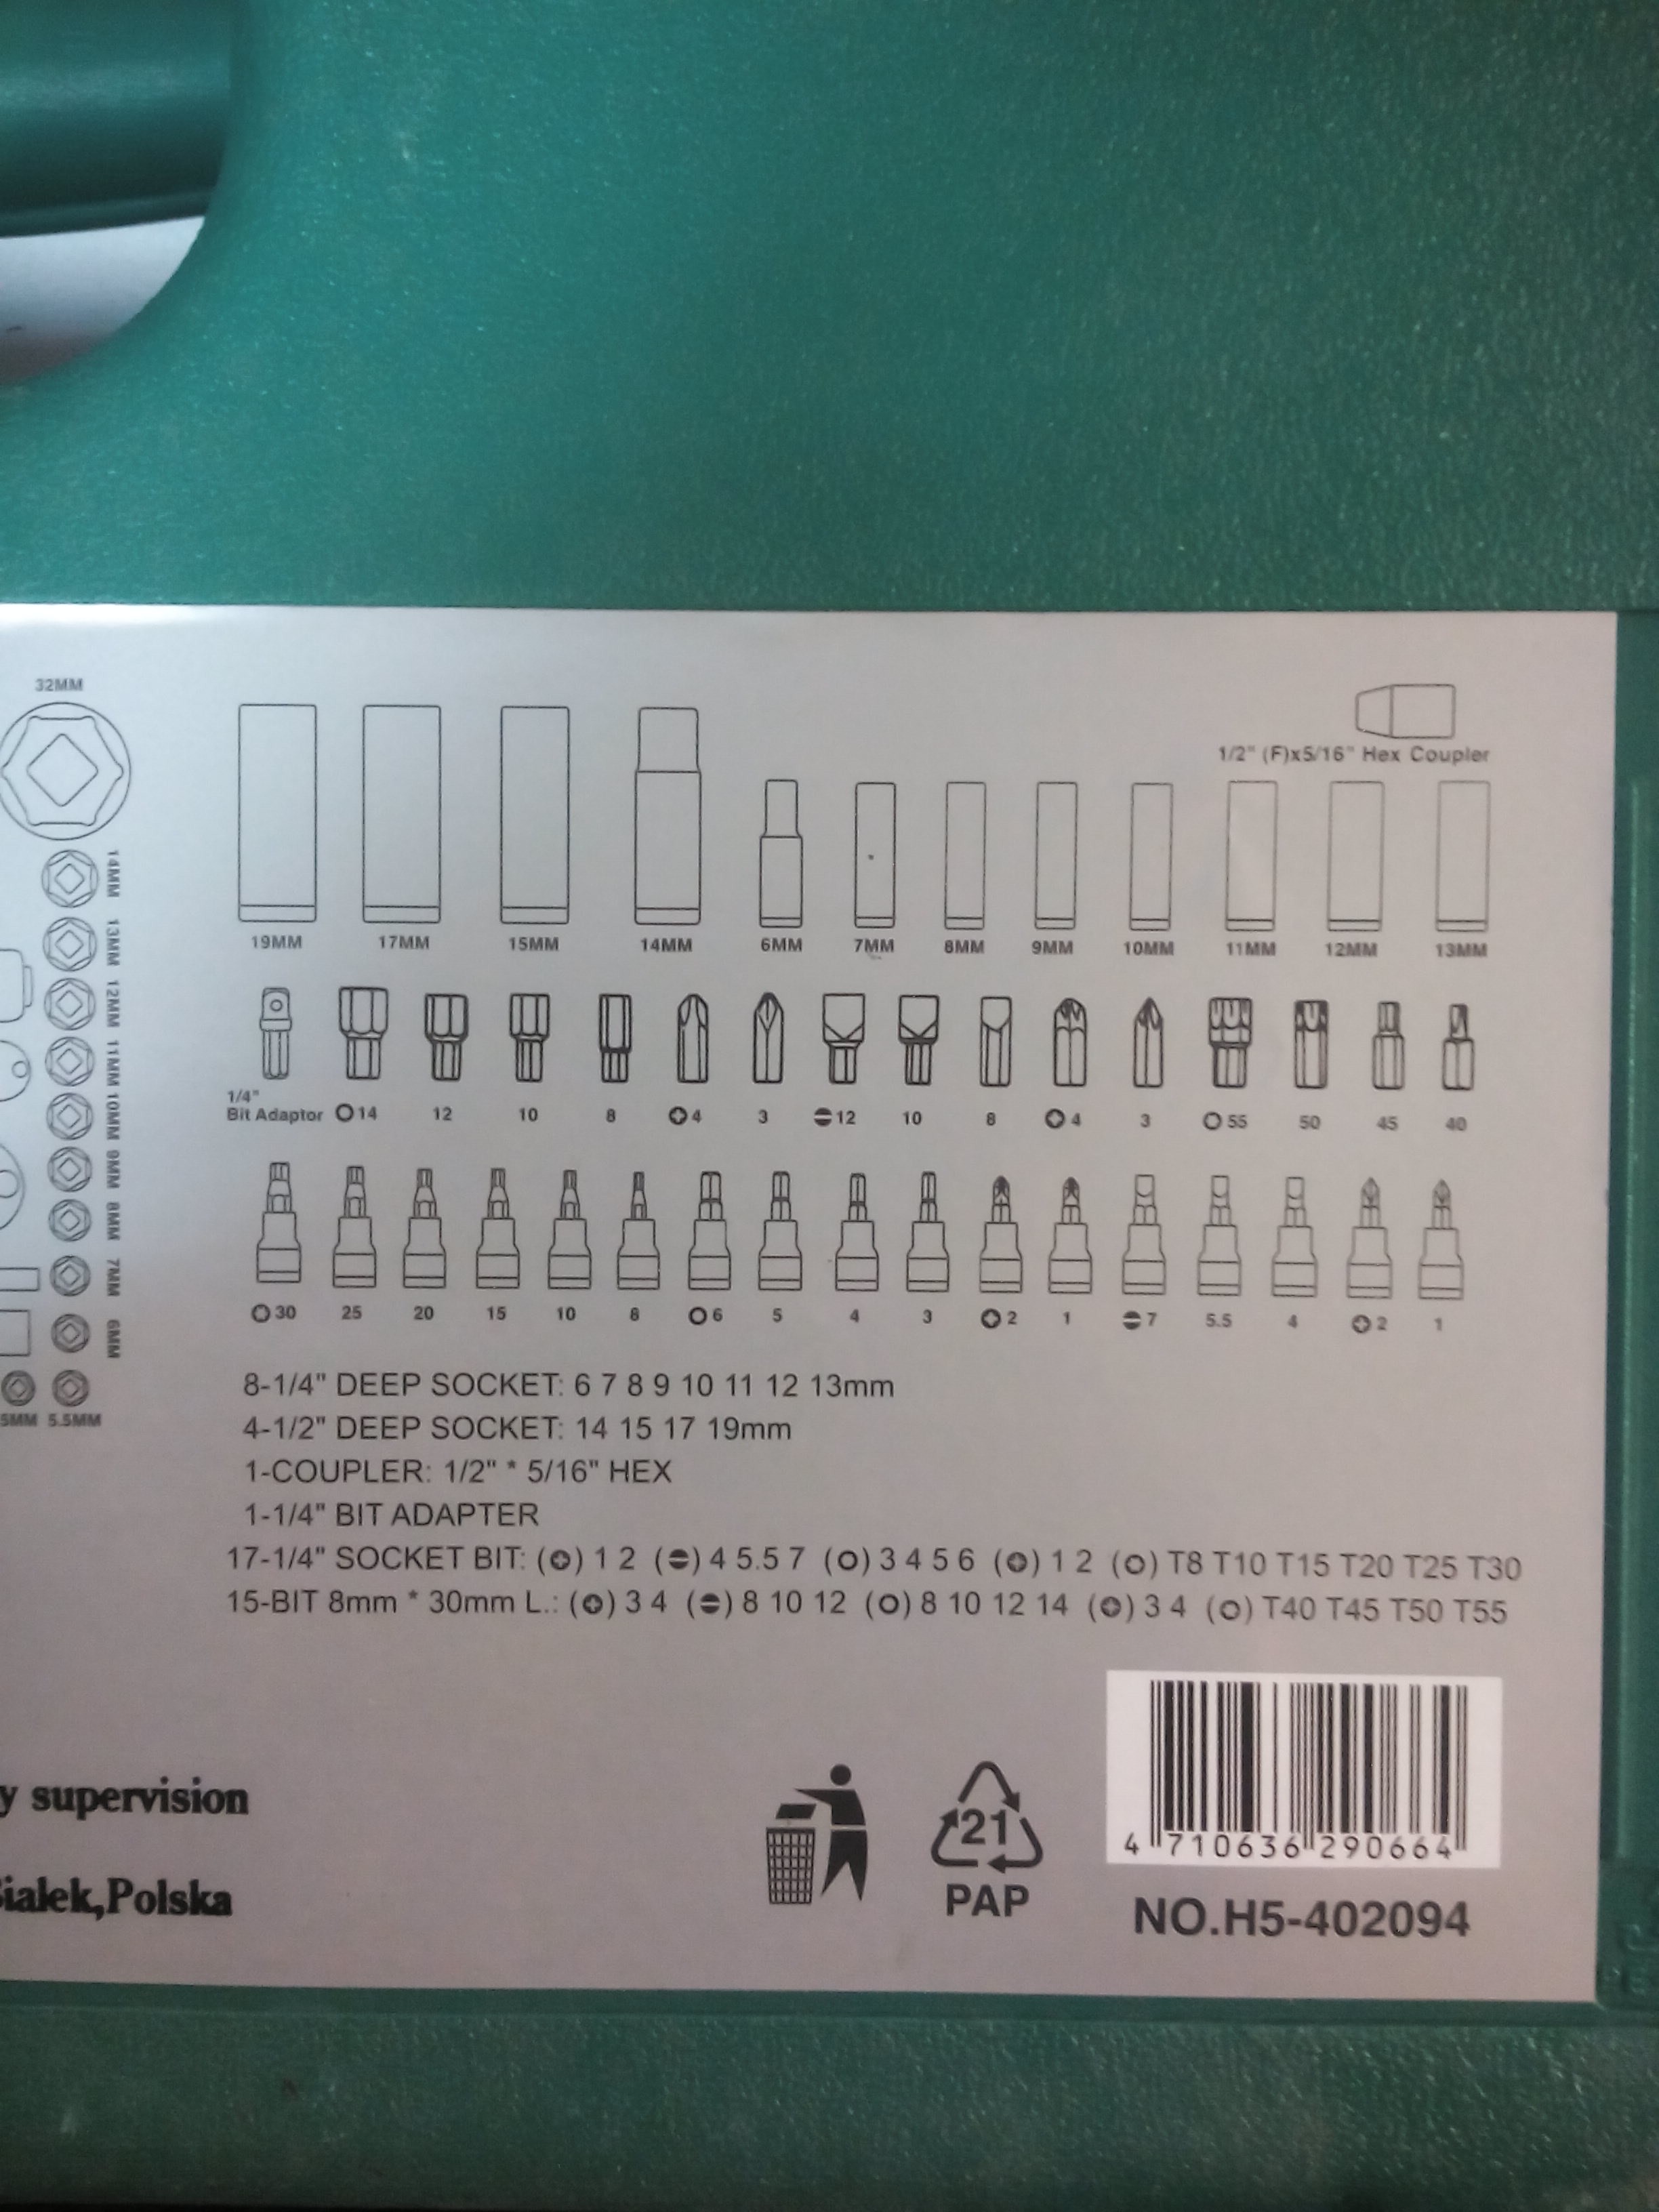 32MM
1/2" (F)x5/16" Hex Coupler
14MM
13MM
12MM
11MM
10MM
9MM
8MM
7MM
6MM
5MM 5.5MM
19MM 17MM 15MM 14MM 6MM 7MM 8MM 9MM 10MM 11MM 12MM 13MM
1/4"
Bit Adaptor 14 12 10 8 4 3 12 10 8 4 3 55 50 45 40
30 25 20 15 10 8 6 5 4 3 2 1 7 5.5 4 2 1
8-1/4" DEEP SOCKET: 6 7 8 9 10 11 12 13mm
4-1/2" DEEP SOCKET: 14 15 17 19mm
1-COUPLER: 1/2" * 5/16" HEX
1-1/4" BIT ADAPTER
17-1/4" SOCKET BIT: ( ) 1 2 ( ) 4 5.5 7 ( ) 3 4 5 6 ( ) 1 2 ( ) T8 T10 T15 T20 T25 T30
15-BIT 8mm * 30mm L.: ( ) 3 4 ( ) 8 10 12 ( ) 8 10 12 14 ( ) 3 4 ( ) T40 T45 T50 T55
y supervision
iałek,Polska
21
PAP
4 710636 290664
NO.H5-402094